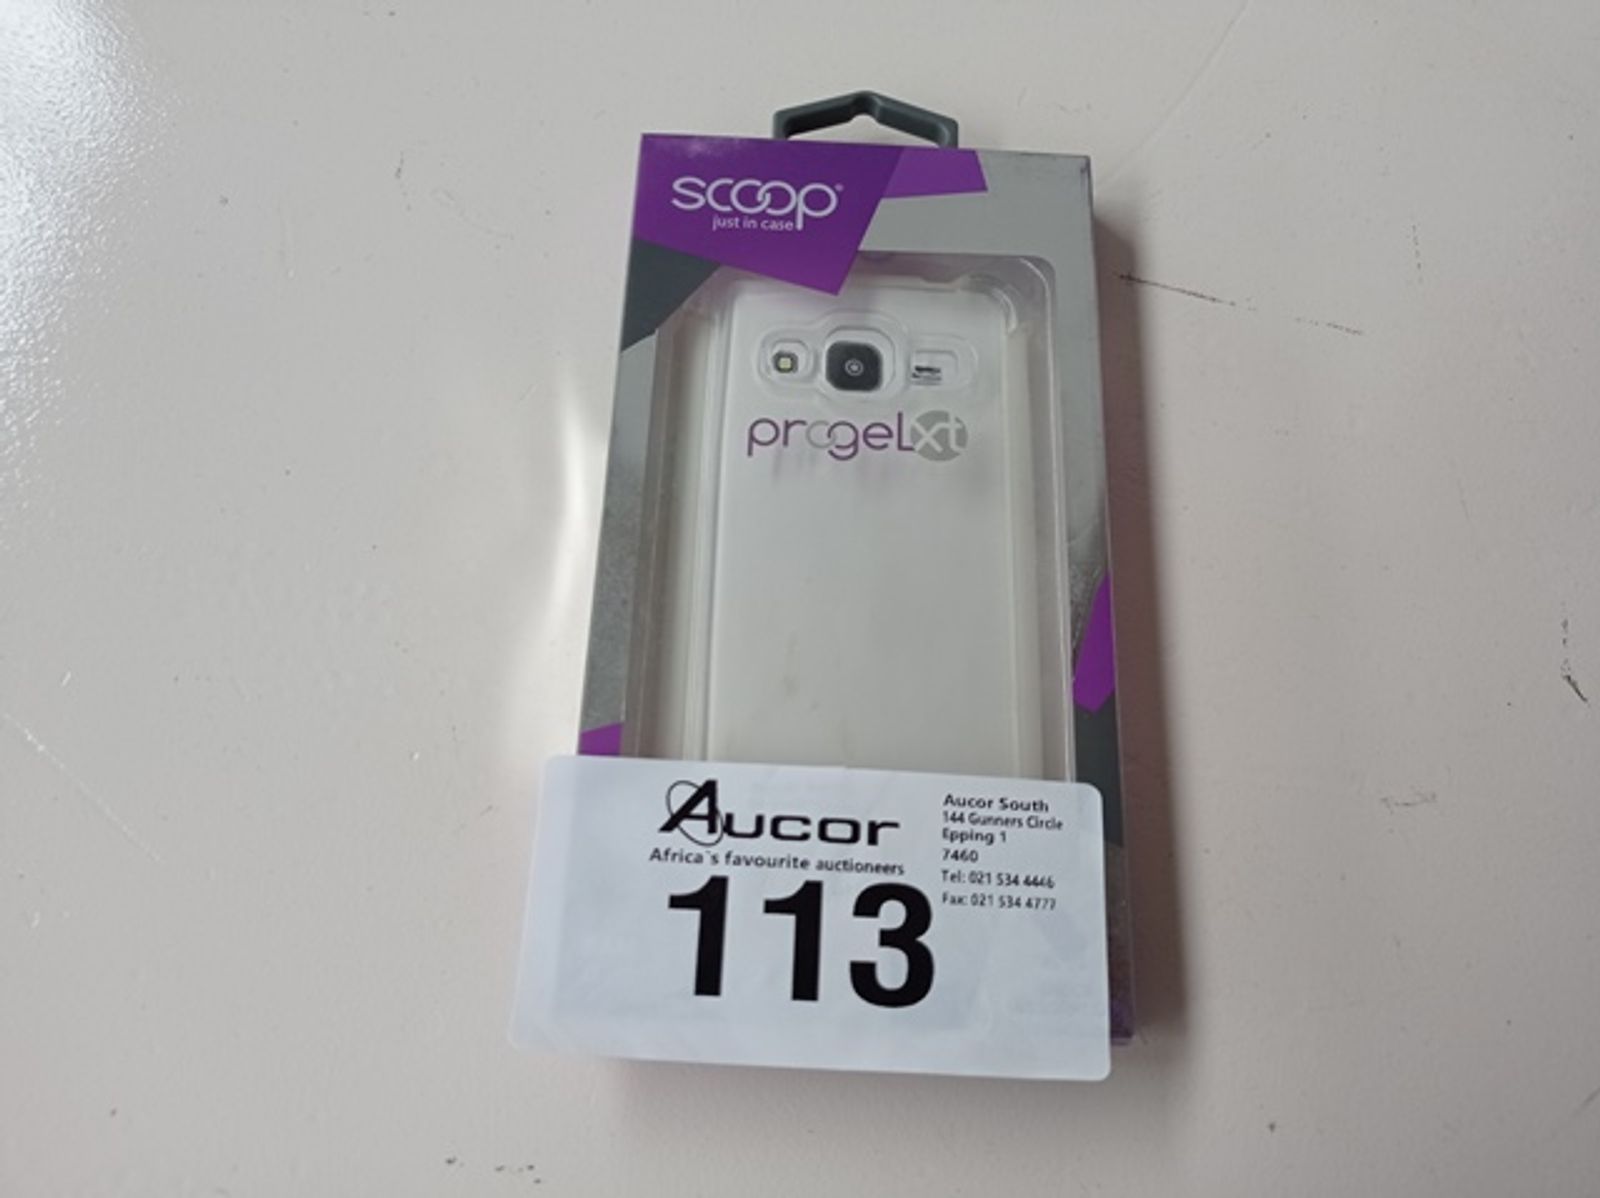 scoop®
just in case
progelxt
Aucor
Africa`s favourite auctioneers
113
Aucor South
144 Gunners Circle
Epping 1
7460
Tel: 021 534 4446
Fax: 021 534 4777